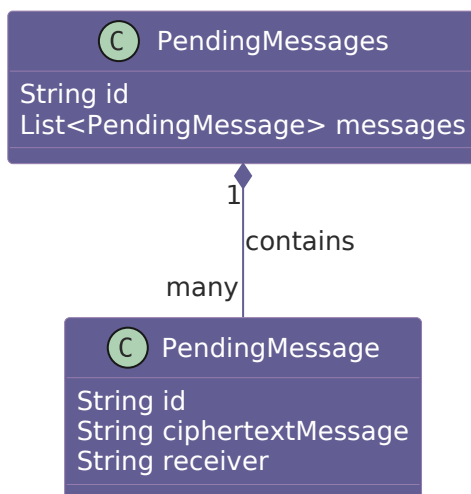 C PendingMessages
String id
List<PendingMessage> messages
1
contains
many
C PendingMessage
String id
String ciphertextMessage
String receiver